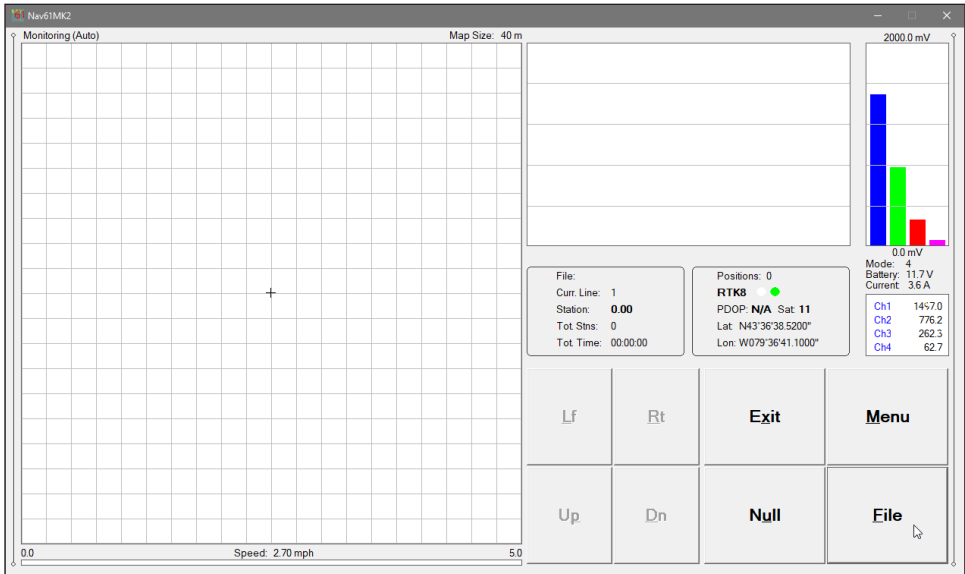 Nav61MK2
Monitoring (Auto) Map Size: 40 m
2000.0 mV
0.0 mV
Mode: 4
Battery: 11.7 V
Current: 3.6 A
File:
Curr. Line: 1
Station: 0.00
Tot. Stns: 0
Tot. Time: 00:00:00
Positions: 0
RTK8
PDOP: N/A Sat: 11
Lat: N43°36'38.5200"
Lon: W079°36'41.1000"
Ch1
Ch2 776.2
Ch3 262.3
Ch4 62.7
Lf Rt Exit Menu
Up Dn Null File
0.0 Speed: 2.70 mph 5.0